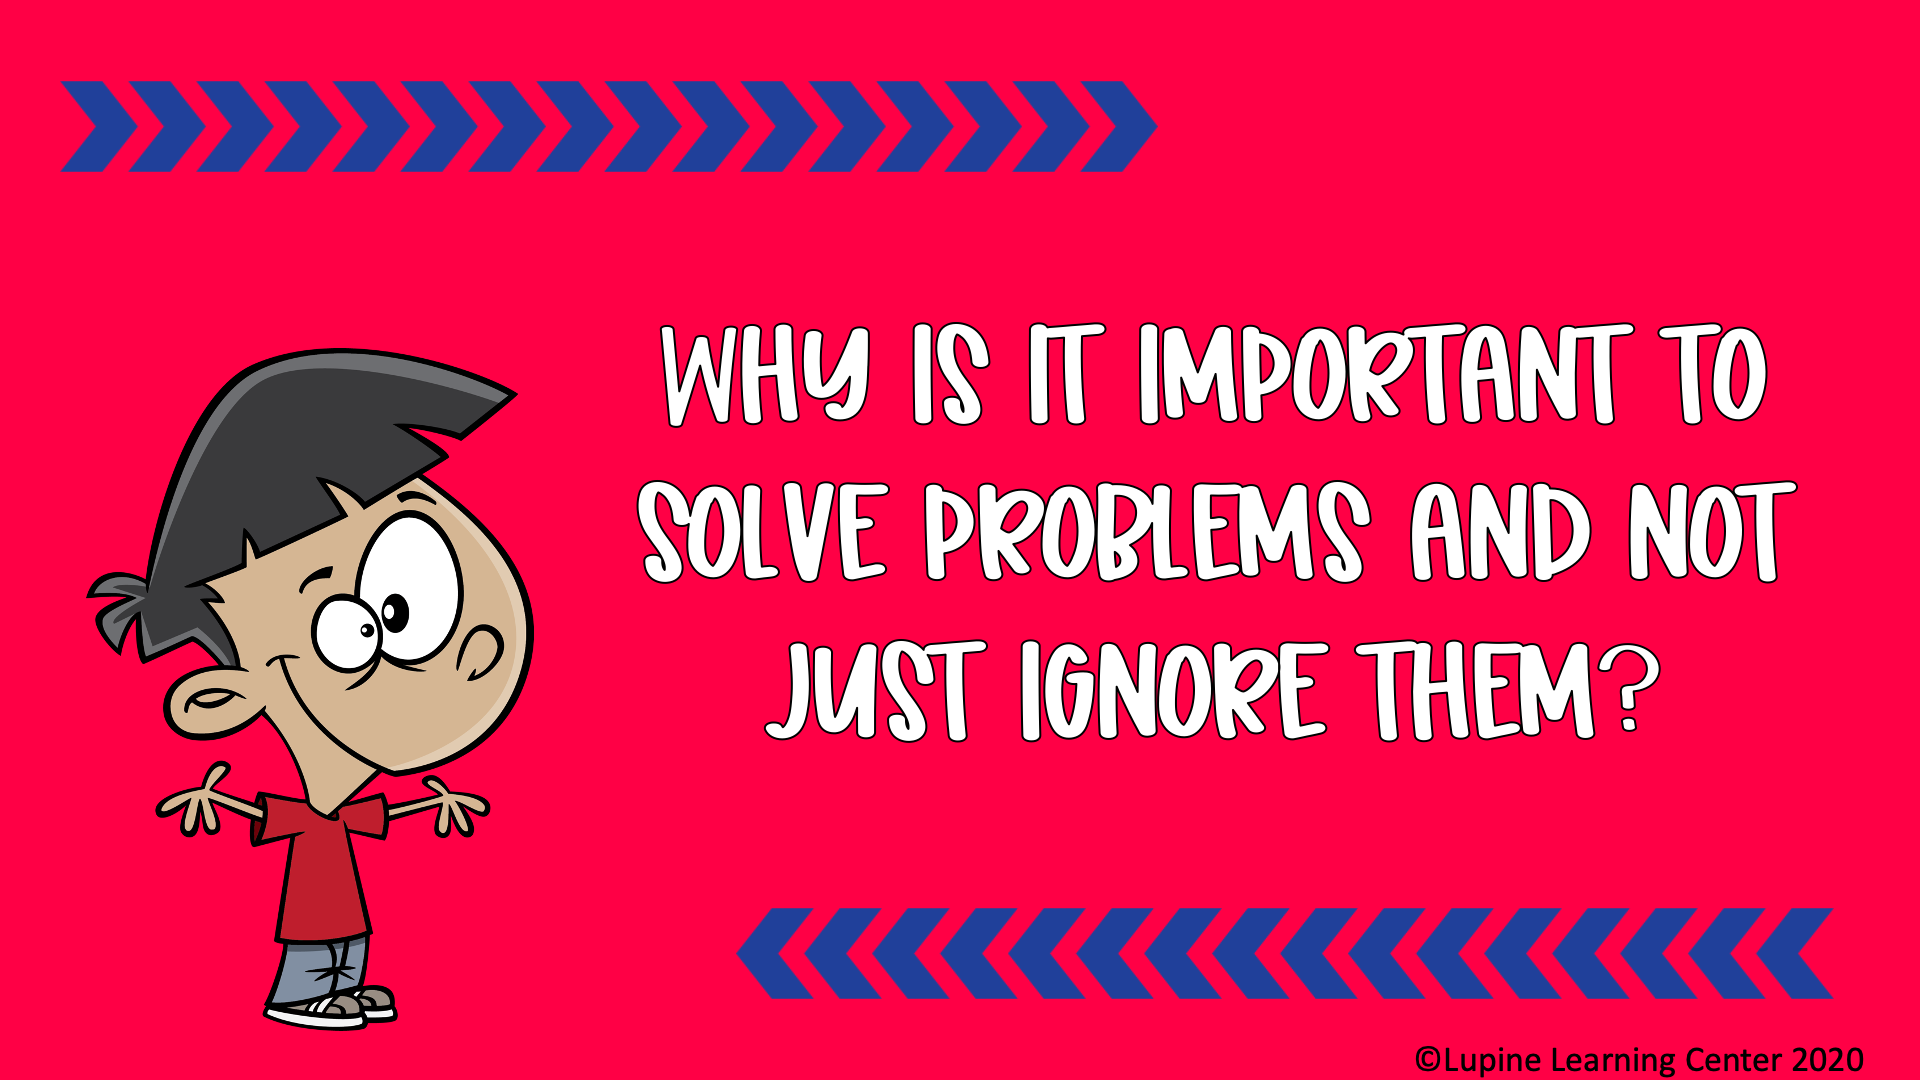 WHY IS IT IMPORTANT TO
SOLVE PROBLEMS AND NOT
JUST IGNORE THEM?
©Lupine Learning Center 2020